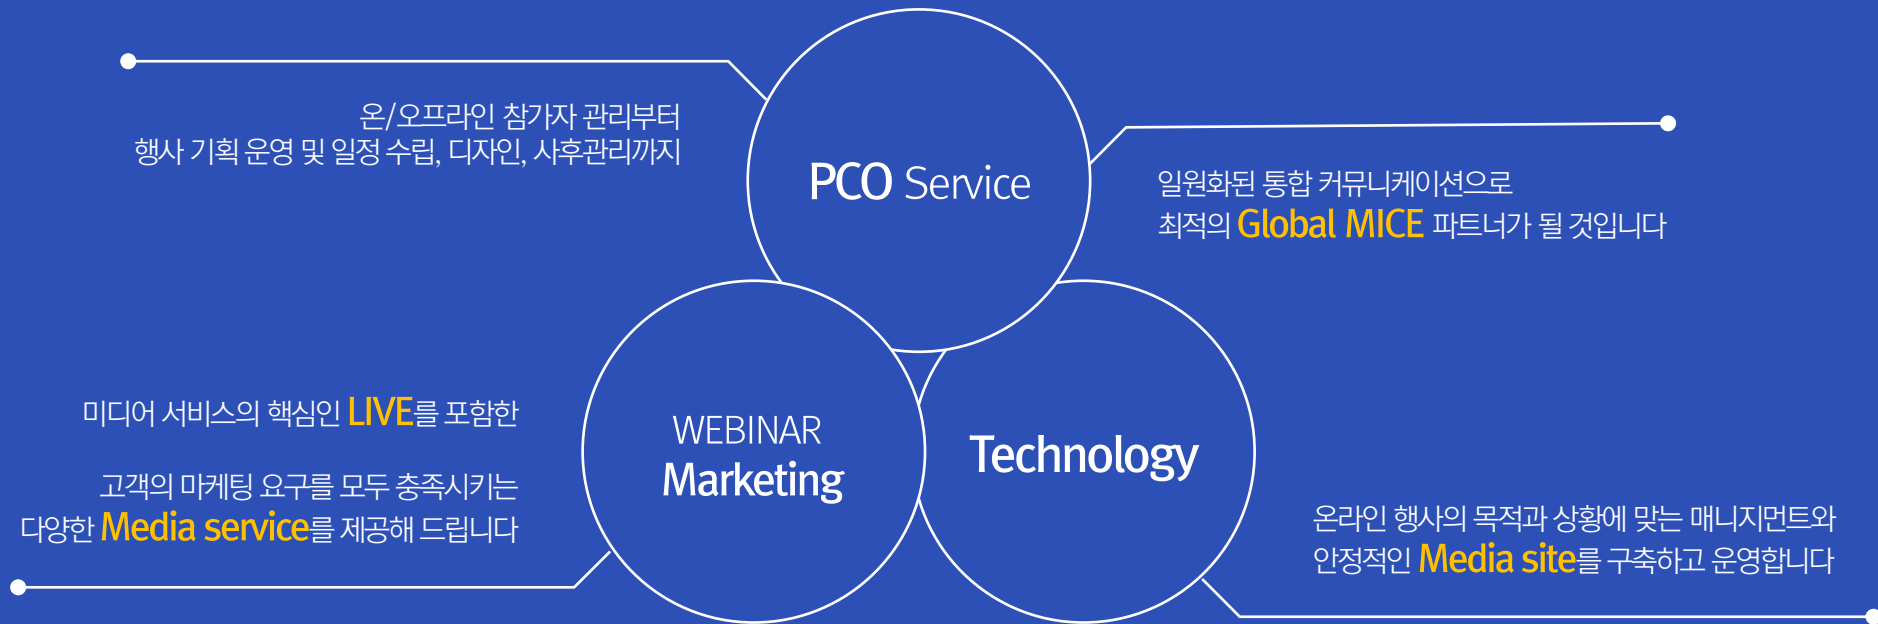 온/오프라인 참가자 관리부터
행사 기획 운영 및 일정 수립, 디자인, 사후관리까지
PCO Service
일원화된 통합 커뮤니케이션으로
최적의 Global MICE 파트너가 될 것입니다
미디어 서비스의 핵심인 LIVE를 포함한
고객의 마케팅 요구를 모두 충족시키는
다양한 Media service를 제공해 드립니다
WEBINAR
Marketing
Technology
온라인 행사의 목적과 상황에 맞는 매니지먼트와
안정적인 Media site를 구축하고 운영합니다